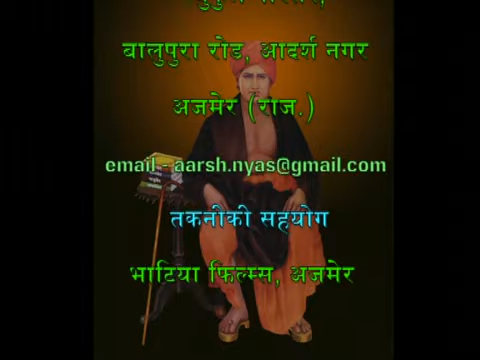 बालुपुरा रोड, आदर्श नगर
अजमेर (राज.)
email - aarsh.nyas@gmail.com
तकनीकी सहयोग
भाटिया फिल्म्स, अजमेर